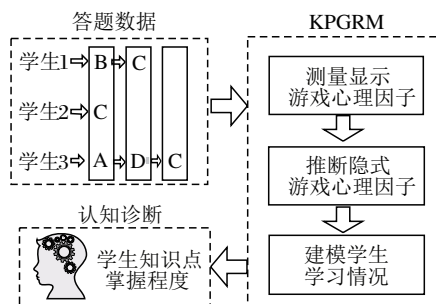 答题数据
学生1 B C
学生2 C
学生3 A D C
KPGRM
测量显示
游戏心理因子
推断隐式
游戏心理因子
建模学生
学习情况
认知诊断
学生知识点
掌握程度